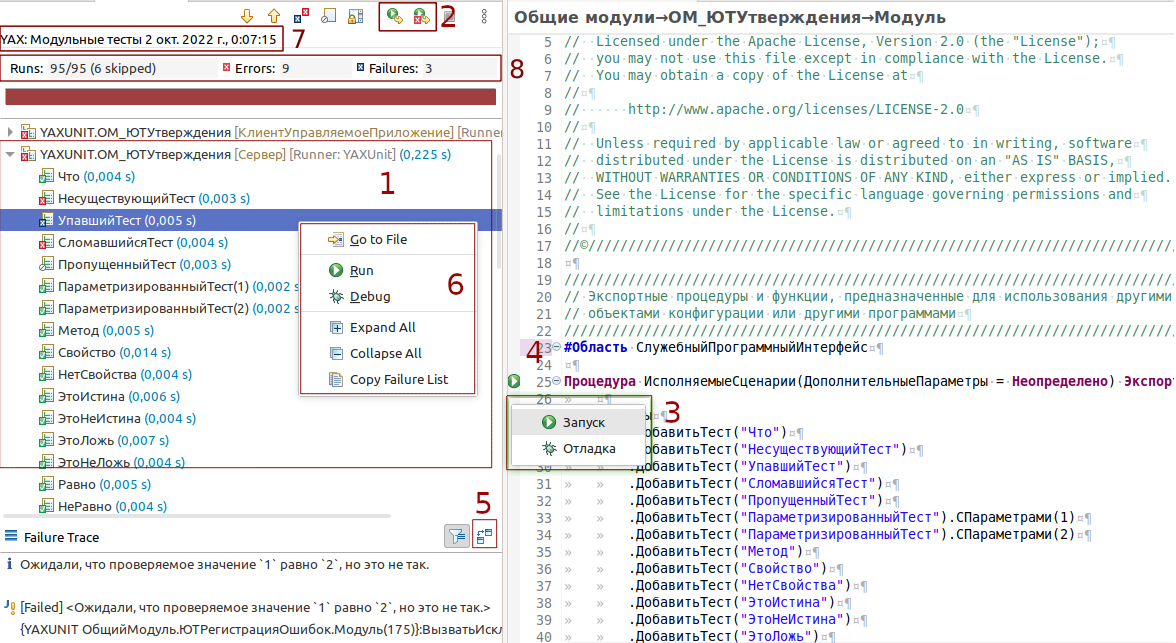 2
YAX: Модульные тесты 2 окт. 2022 г., 0:07:15
7
Runs: 95/95 (6 skipped)
Errors: 9
Failures: 3
8
YAXUNIT.ОМ_ЮТУтверждения [КлиентУправляемоеПриложение] [Runner
YAXUNIT.ОМ_ЮТУтверждения [Сервер] [Runner: YAXUnit] (0,225 s)
1
Что (0,004 s)
НесуществующийТест (0,003 s)
УпавшийТест (0,005 s)
СломавшийсяТест (0,004 s)
ПропущенныйТест (0,003 s)
ПараметризированныйТест(1) (0,002 s
ПараметризированныйТест(2) (0,002 s
Метод (0,005 s)
Свойство (0,014 s)
НетСвойства (0,004 s)
ЭтоИстина (0,006 s)
ЭтоНеИстина (0,004 s)
ЭтоЛожь (0,007 s)
ЭтоНеЛожь (0,004 s)
Равно (0,005 s)
НеРавно (0,004 s)
Go to File
Run
Debug
Expand All
Collapse All
Copy Failure List
6
5
Failure Trace
Ожидали, что проверяемое значение `1` равно `2`, но это не так.
[Failed] <Ожидали, что проверяемое значение `1` равно `2`, но это не так.>
{YAXUNIT ОбщийМодуль.ЮТРегистрацияОшибок.Модуль(175)}:ВызватьИскл
Общие модули→ОМ_ЮТУтверждения→Модуль
5 // Licensed under the Apache License, Version 2.0 (the "License");
6 // you may not use this file except in compliance with the License.
7 // You may obtain a copy of the License at
8 //
9 // http://www.apache.org/licenses/LICENSE-2.0
10 //
11 // Unless required by applicable law or agreed to in writing, software
12 // distributed under the License is distributed on an "AS IS" BASIS,
13 // WITHOUT WARRANTIES OR CONDITIONS OF ANY KIND, either express or implied.
14 // See the License for the specific language governing permissions and
15 // limitations under the License.
16 //
17 //©///////////////////////////////////////////////////////////////////////
18
19 /////////////////////////////////////////////////////////////////////////
20 // Экспортные процедуры и функции, предназначенные для использования другими
21 // объектами конфигурации или другими программами
22 /////////////////////////////////////////////////////////////////////////
4
23 #Область СлужебныйПрограммныйИнтерфейс
24
25 Процедура ИсполняемыеСценарии(ДополнительныеПараметры = Неопределено) Экспор
26
ы
3
Запуск
Отладка
обавитьТест("Что")
обавитьТест("НесуществующийТест")
30 обавитьТест("УпавшийТест")
31 .ДобавитьТест("СломавшийсяТест")
32 .ДобавитьТест("ПропущенныйТест")
33 .ДобавитьТест("ПараметризированныйТест").СПараметрами(1)
34 .ДобавитьТест("ПараметризированныйТест").СПараметрами(2)
35 .ДобавитьТест("Метод")
36 .ДобавитьТест("Свойство")
37 .ДобавитьТест("НетСвойства")
38 .ДобавитьТест("ЭтоИстина")
39 .ДобавитьТест("ЭтоНеИстина")
40 .ДобавитьТест("ЭтоЛожь")